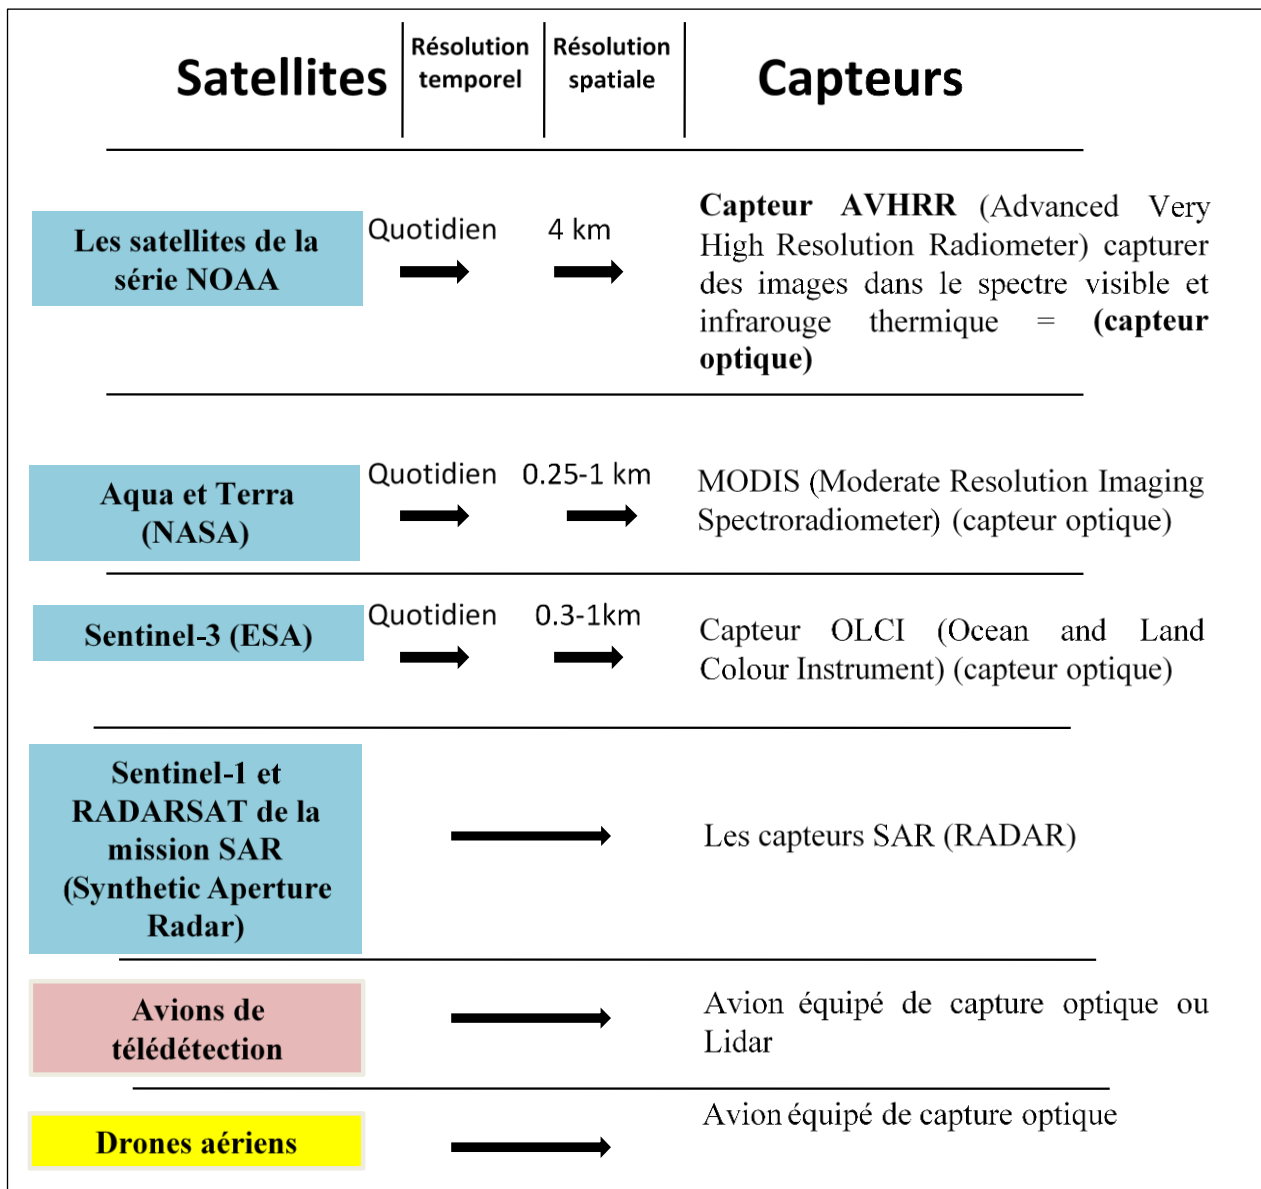 Satellites
Résolution
temporel
Résolution
spatiale
Capteurs
Les satellites de la
série NOAA
Quotidien
4 km
Capteur AVHRR (Advanced Very
High Resolution Radiometer) capturer
des images dans le spectre visible et
infrarouge thermique = (capteur
optique)
Aqua et Terra
(NASA)
Quotidien
0.25-1 km
MODIS (Moderate Resolution Imaging
Spectroradiometer) (capteur optique)
Sentinel-3 (ESA)
Quotidien
0.3-1km
Capteur OLCI (Ocean and Land
Colour Instrument) (capteur optique)
Sentinel-1 et
RADARSAT de la
mission SAR
(Synthetic Aperture
Radar)
Les capteurs SAR (RADAR)
Avions de
télédétection
Avion équipé de capture optique ou
Lidar
Drones aériens
Avion équipé de capture optique